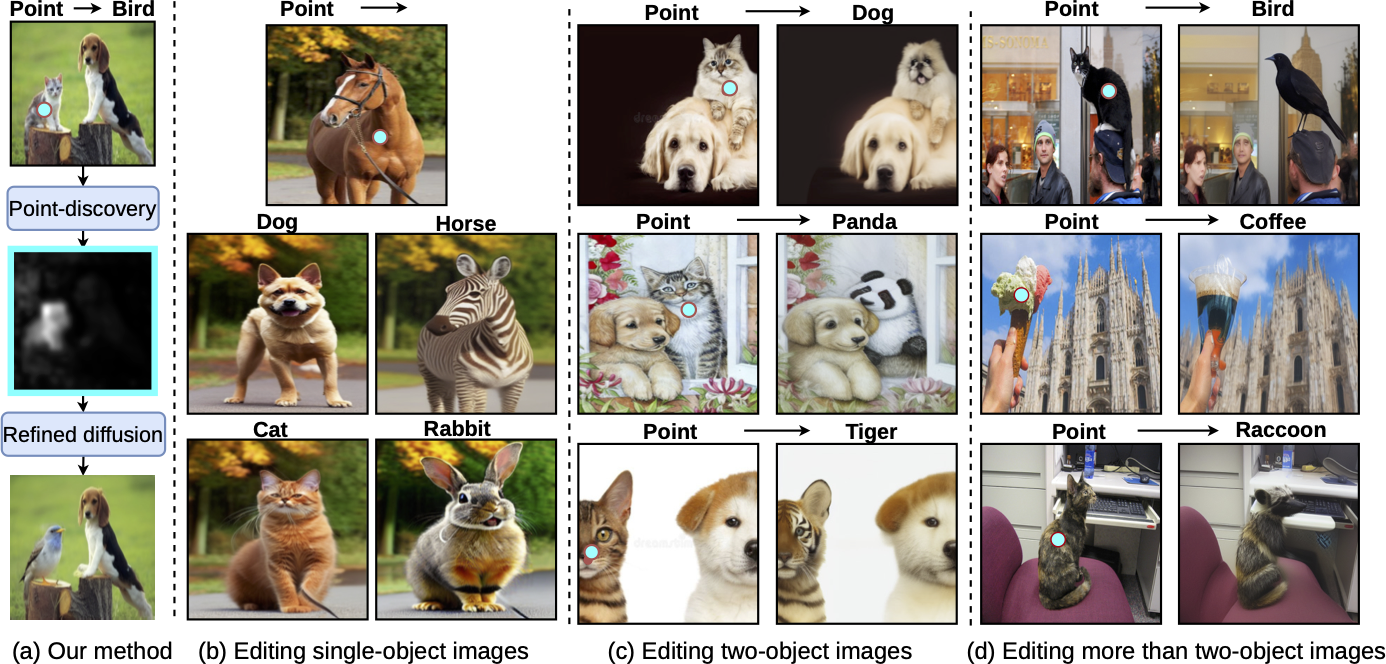 Point → Bird
Point-discovery
Refined diffusion
(a) Our method
Point →
Dog
Horse
Cat
Rabbit
(b) Editing single-object images
Point → Dog
Point → Panda
Point → Tiger
(c) Editing two-object images
Point → Bird
IS-SONOMA
Point → Coffee
Point → Raccoon
(d) Editing more than two-object images